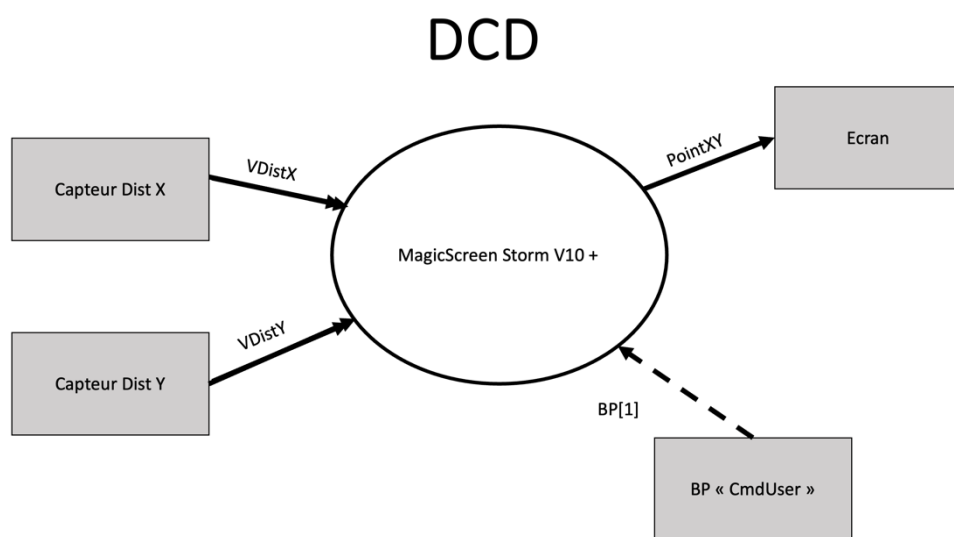 DCD
Capteur Dist X
VDistX
PointXY
Ecran
MagicScreen Storm V10 +
Capteur Dist Y
VDistY
BP[1]
BP « CmdUser »